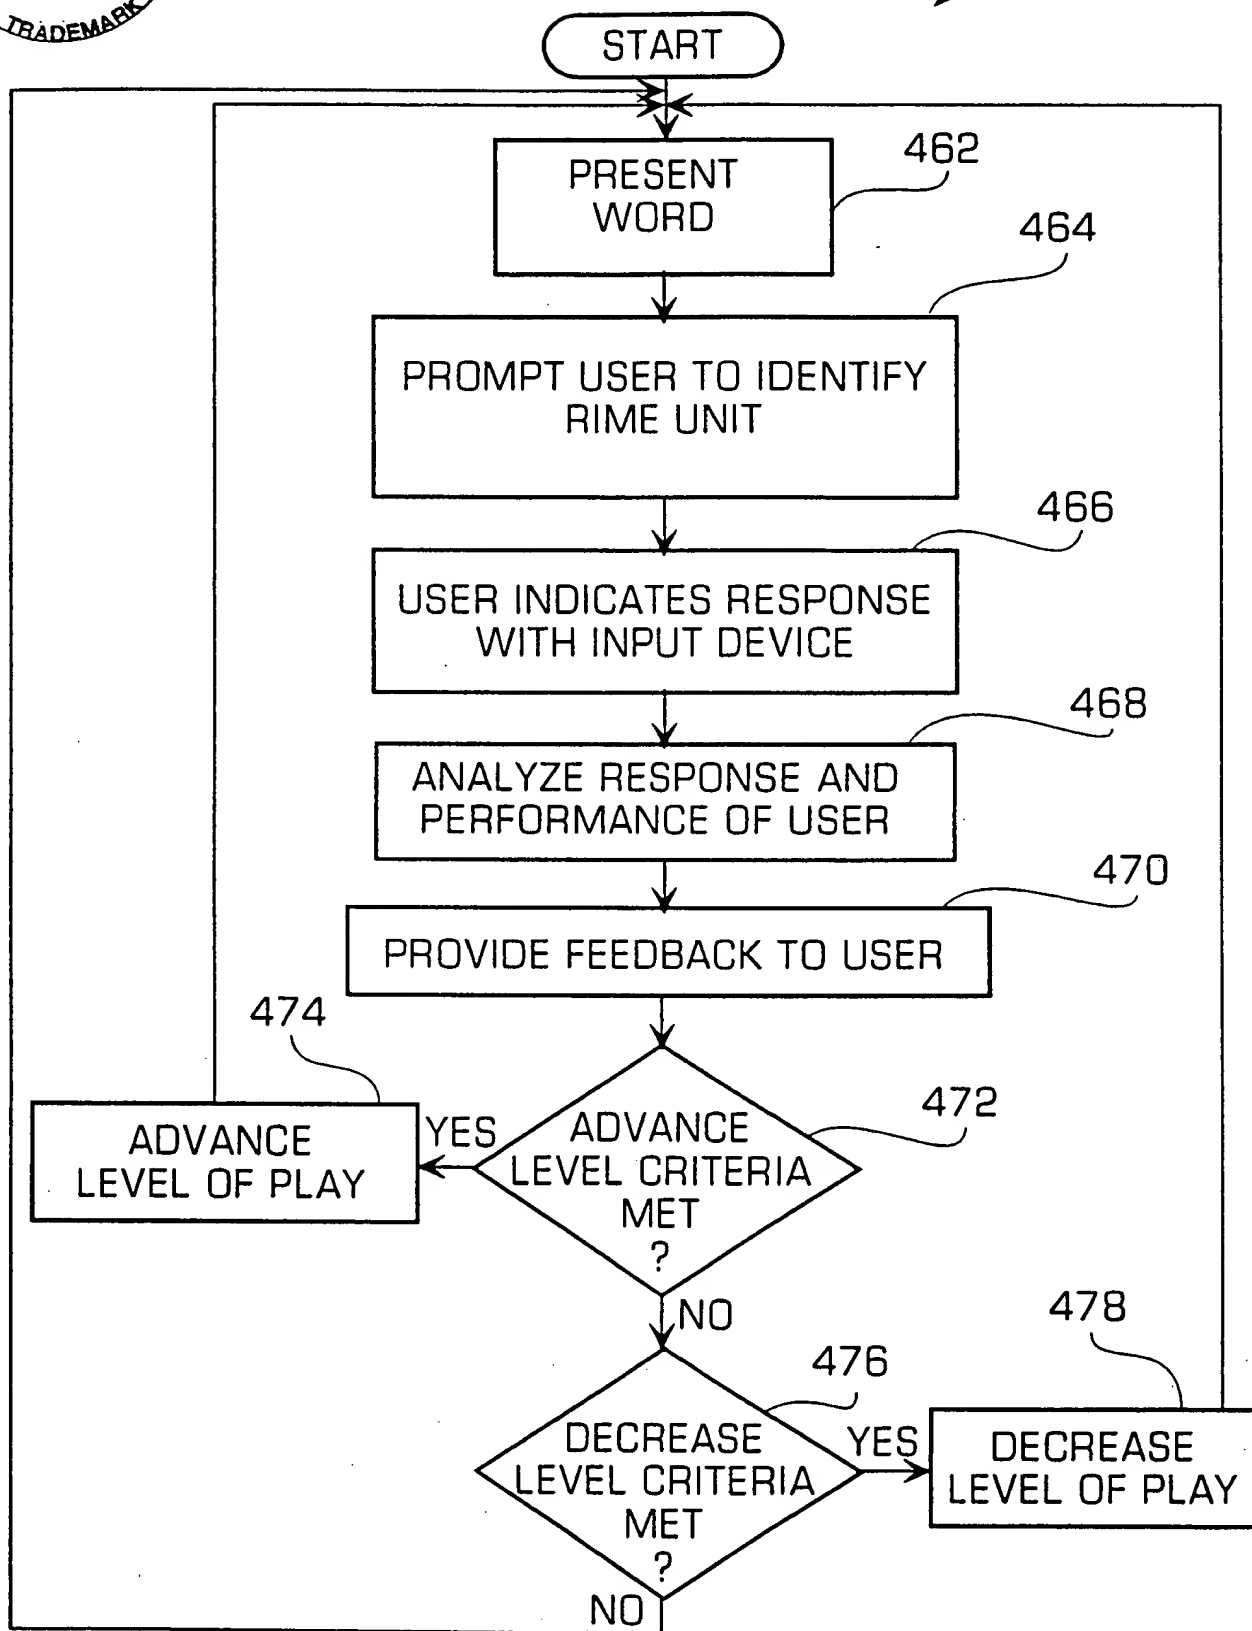 TRADEMARK
START
462
PRESENT
WORD
464
PROMPT USER TO IDENTIFY
RIME UNIT
466
USER INDICATES RESPONSE
WITH INPUT DEVICE
468
ANALYZE RESPONSE AND
PERFORMANCE OF USER
470
PROVIDE FEEDBACK TO USER
474
472
ADVANCE
LEVEL OF PLAY
YES
ADVANCE
LEVEL CRITERIA
MET
?
NO
478
476
DECREASE
LEVEL CRITERIA
MET
?
YES
DECREASE
LEVEL OF PLAY
NO